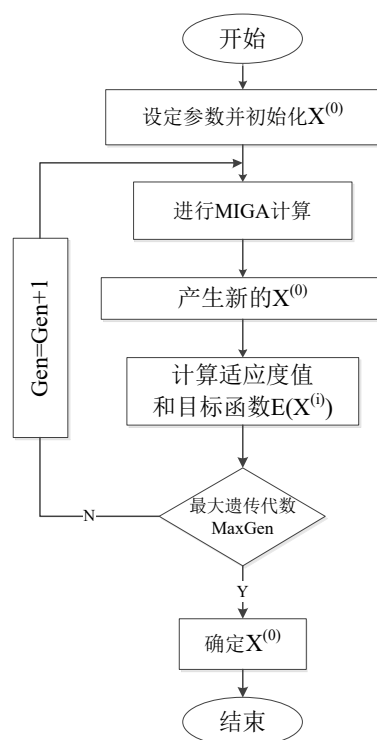 开始
设定参数并初始化X^(0)
进行MIGA计算
产生新的X^(0)
Gen=Gen+1
计算适应度值
和目标函数E(X^(i))
最大遗传代数
MaxGen
N
Y
确定X^(0)
结束